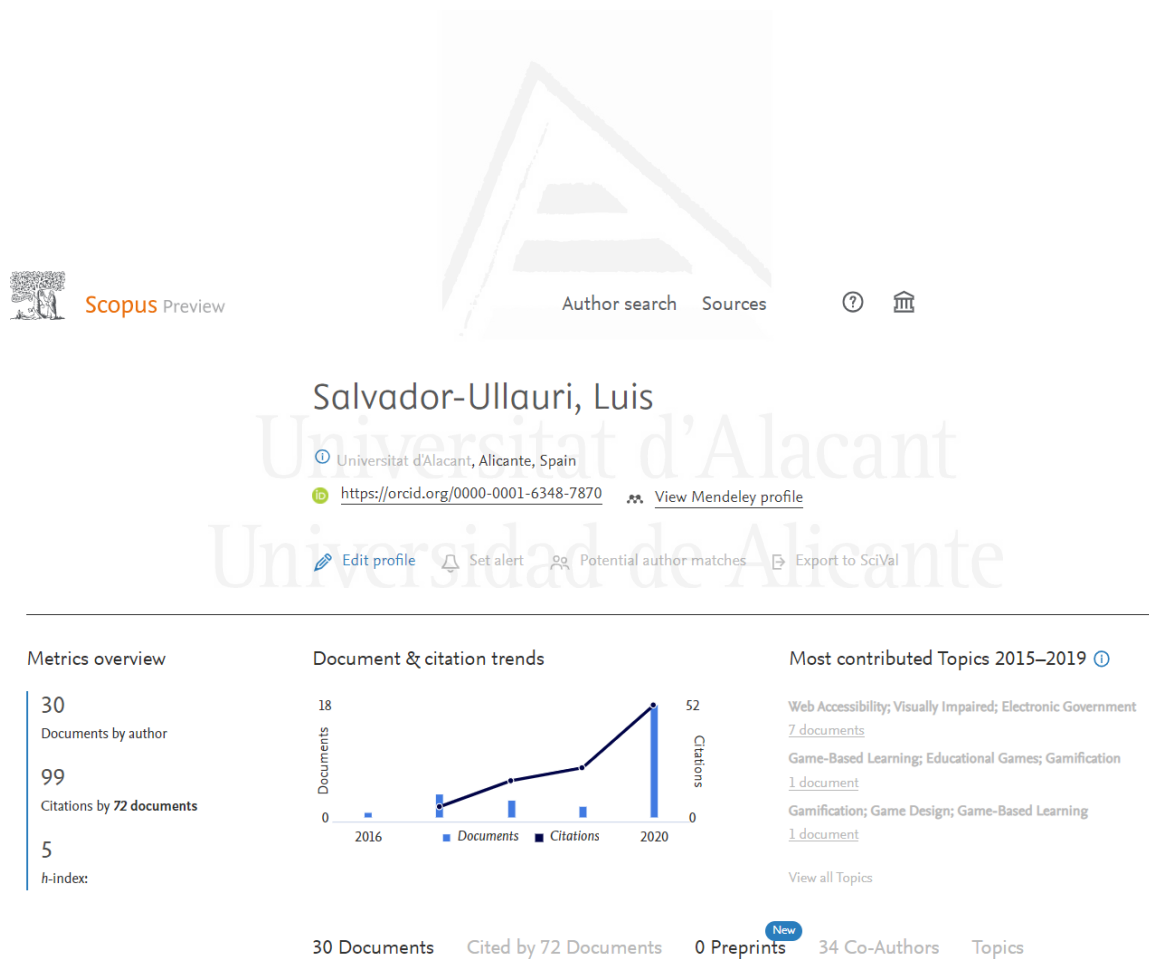 Scopus Preview
Author search Sources
Salvador-Ullauri, Luis
Universitat d'Alacant
Universitat d'Alacant, Alicante, Spain
iD https://orcid.org/0000-0001-6348-7870 View Mendeley profile
Universidad de Alicante
Edit profile Set alert Potential author matches Export to SciVal
Metrics overview
30
Documents by author
99
Citations by 72 documents
5
h-index:
Document & citation trends
18
52
Documents
Citations
0
0
2016
2020
Documents Citations
Most contributed Topics 2015–2019
Web Accessibility; Visually Impaired; Electronic Government
7 documents
Game-Based Learning; Educational Games; Gamification
1 document
Gamification; Game Design; Game-Based Learning
1 document
View all Topics
New
30 Documents Cited by 72 Documents 0 Preprints 34 Co-Authors Topics